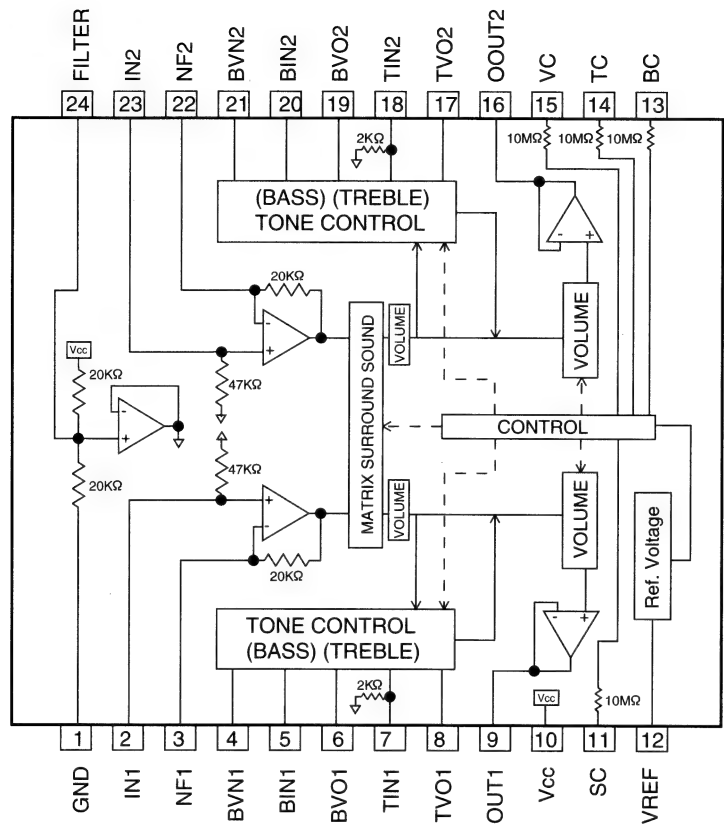 FILTER IN2 NF2 BVN2 BIN2 BVO2 TIN2 TVO2 OOUT2 VC TC BC
24 23 22 21 20 19 18 17 16 15 14 13
2KΩ
10MΩ 10MΩ 10MΩ
(BASS) (TREBLE)
TONE CONTROL
- +
20KΩ
-
+
VOLUME
VOLUME
Vcc
20KΩ
47KΩ
MATRIX SURROUND SOUND
-
+
CONTROL
47KΩ
20KΩ
+
-
VOLUME
VOLUME
Ref. Voltage
20KΩ
TONE CONTROL
(BASS) (TREBLE)
- +
2KΩ
Vcc
10MΩ
1 2 3 4 5 6 7 8 9 10 11 12
GND IN1 NF1 BVN1 BIN1 BVO1 TIN1 TVO1 OUT1 Vcc SC VREF